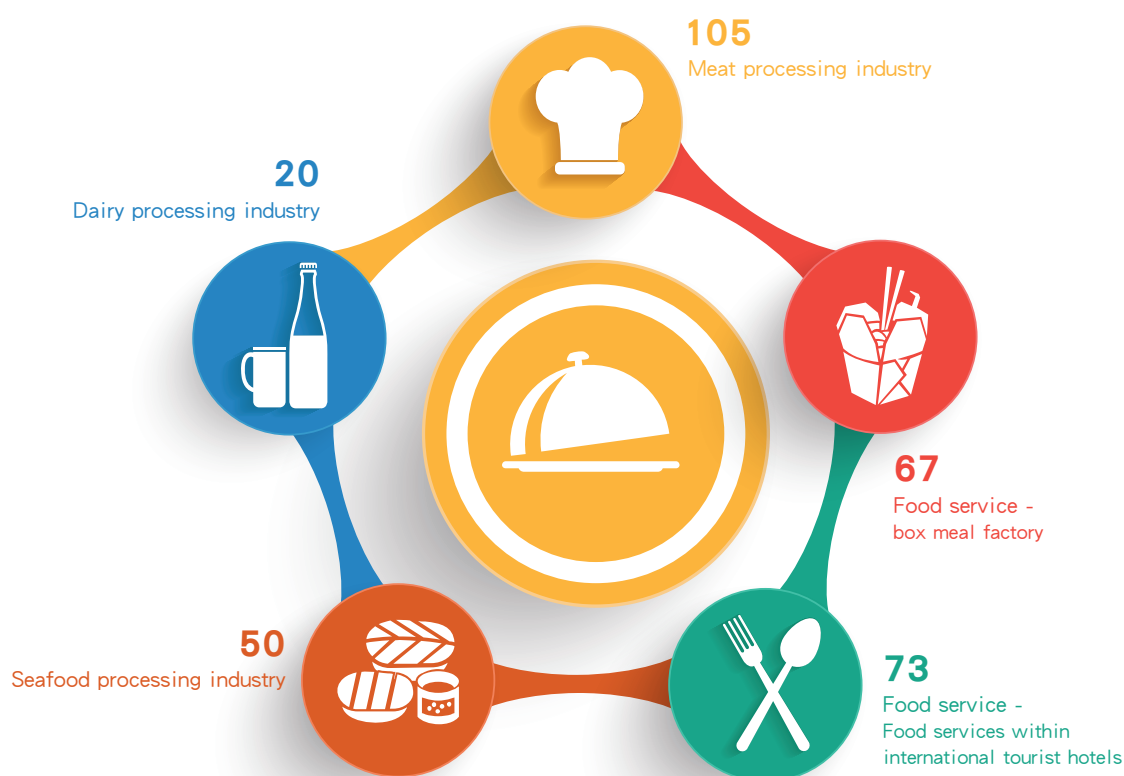 105
Meat processing industry
20
Dairy processing industry
67
Food service -
box meal factory
50
Seafood processing industry
73
Food service -
Food services within
international tourist hotels